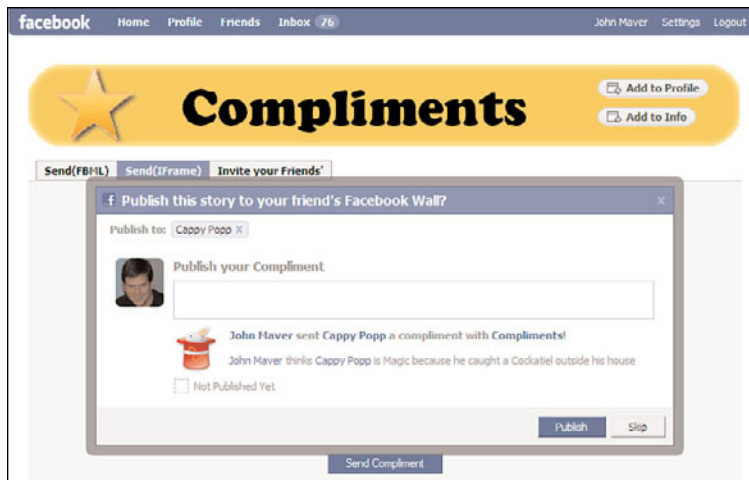 facebook Home Profile Friends Inbox 76 John Maver Settings Logout
Compliments
Add to Profile
Add to Info
Send(FBML) Send(IFrame) Invite your Friends'
f Publish this story to your friend's Facebook Wall? x
Publish to: Cappy Popp x
Publish your Compliment
John Maver sent Cappy Popp a compliment with Compliments!
John Maver thinks Cappy Popp is Magic because he caught a Cockatiel outside his house
Not Published Yet
Publish Skip
Send Compliment